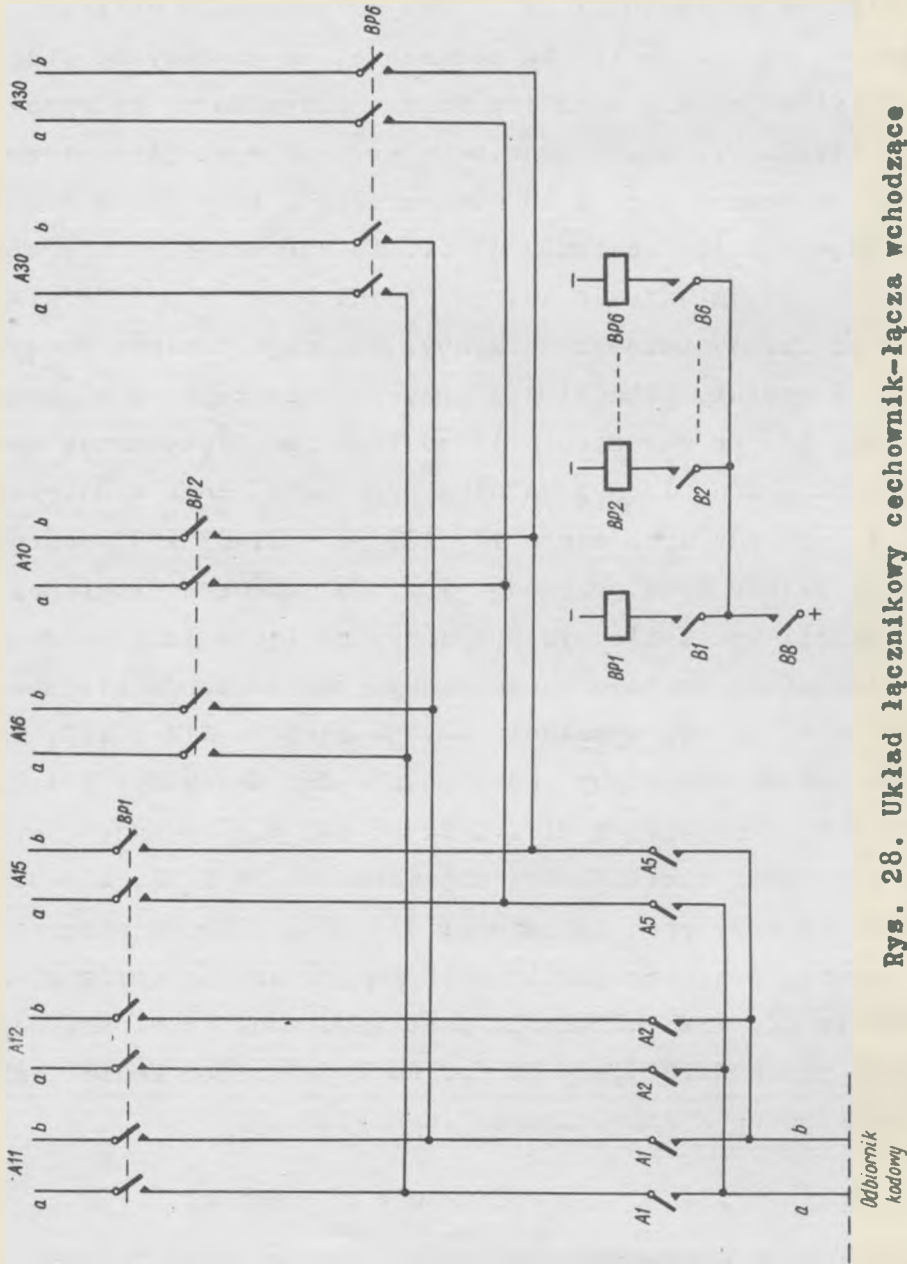 A11 A12 A15 A16 A10 A30 A30
a b a b a b a b a b a b a b
BP1
BP2
BP6
A1 A1 A2 A2 A5 A5
a b
Odbiornik
kodowy
BP1 BP2 BP6
B1 B2 B6
B8 +
Rys. 28. Układ łącznikowy cechownik-łącza wchodzące